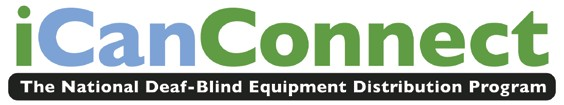 iCanConnect
The National Deaf-Blind Equipment Distribution Program